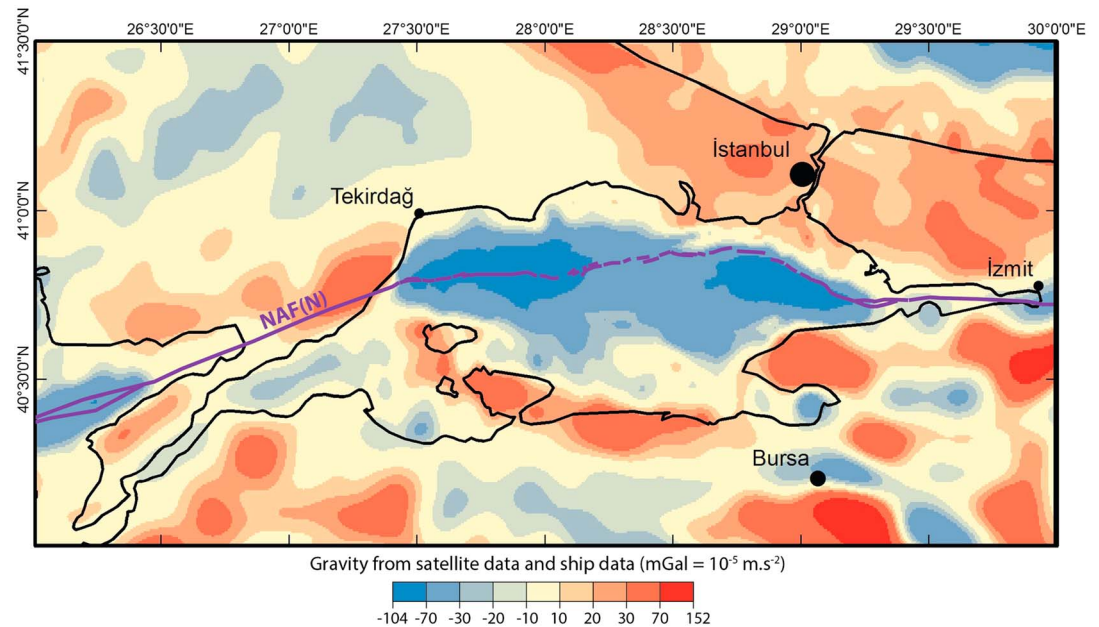 26°30'0"E 27°0'0"E 27°30'0"E 28°0'0"E 28°30'0"E 29°0'0"E 29°30'0"E 30°0'0"E
41°30'0"N
İstanbul
Tekirdağ
41°0'0"N
İzmit
NAF(N)
40°30'0"N
Bursa
Gravity from satellite data and ship data (mGal = 10⁻⁵ m.s⁻²)
-104 -70 -30 -20 -10 10 20 30 70 152